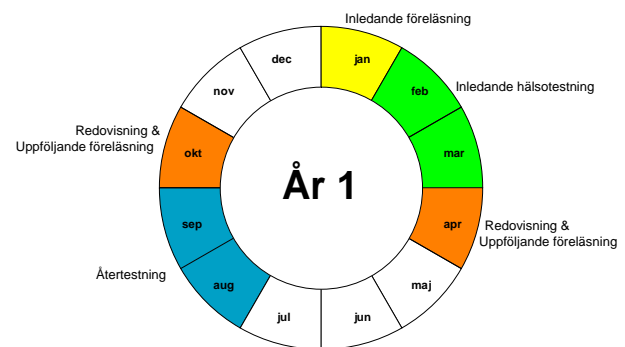 Inledande föreläsning
jan
feb
Inledande hälsotestning
mar
apr
Redovisning &
Uppföljande föreläsning
maj
jun
jul
aug
Återtestning
sep
okt
Redovisning &
Uppföljande föreläsning
nov
dec
År 1